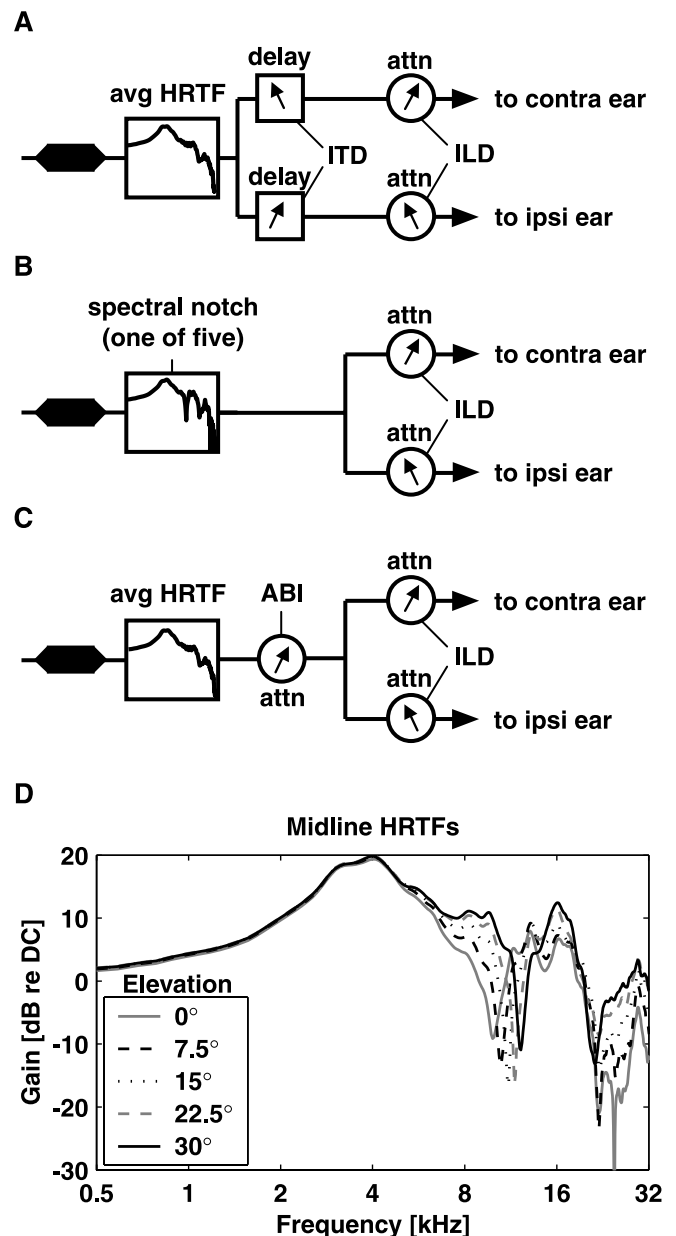 A
avg HRTF
delay
attn
to contra ear
ITD
ILD
delay
attn
to ipsi ear
B
spectral notch
(one of five)
attn
to contra ear
ILD
attn
to ipsi ear
C
avg HRTF
ABI
attn
attn
to contra ear
ILD
attn
to ipsi ear
D
Midline HRTFs
Gain [dB re DC]
20
10
0
-10
-20
-30
Elevation
0°
7.5°
15°
22.5°
30°
0.5 1 2 4 8 16 32
Frequency [kHz]